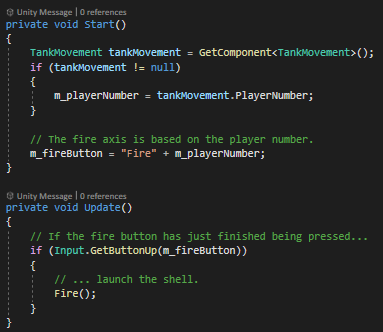 Unity Message | 0 references
private void Start()
{
TankMovement tankMovement = GetComponent<TankMovement>();
if (tankMovement != null)
{
m_playerNumber = tankMovement.PlayerNumber;
}
// The fire axis is based on the player number.
m_fireButton = "Fire" + m_playerNumber;
}
Unity Message | 0 references
private void Update()
{
// If the fire button has just finished being pressed...
if (Input.GetButtonUp(m_fireButton))
{
// ... launch the shell.
Fire();
}
}